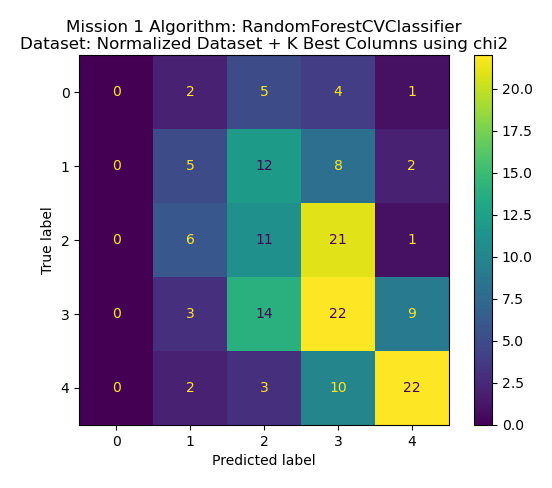 Mission 1 Algorithm: RandomForestCVClassifier
Dataset: Normalized Dataset + K Best Columns using chi2
0 0 2 5 4 1
1 0 5 12 8 2
2 0 6 11 21 1
3 0 3 14 22 9
4 0 2 3 10 22
0 1 2 3 4
Predicted label
True label
20.0
17.5
15.0
12.5
10.0
7.5
5.0
2.5
0.0